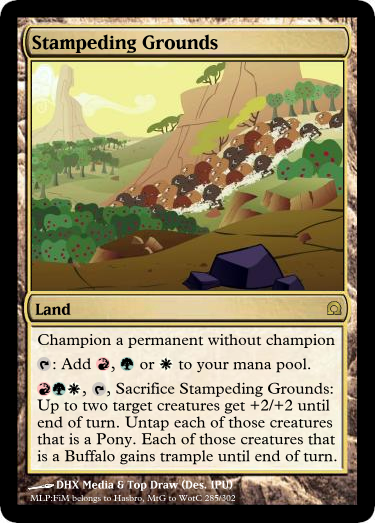 Stampeding Grounds
Land
Champion a permanent without champion
: Add , or to your mana pool.
, , Sacrifice Stampeding Grounds:
Up to two target creatures get +2/+2 until
end of turn. Untap each of those creatures
that is a Pony. Each of those creatures that
is a Buffalo gains trample until end of turn.
DHX Media & Top Draw (Des. IPU)
MLP:FiM belongs to Hasbro, MtG to WotC 285/302